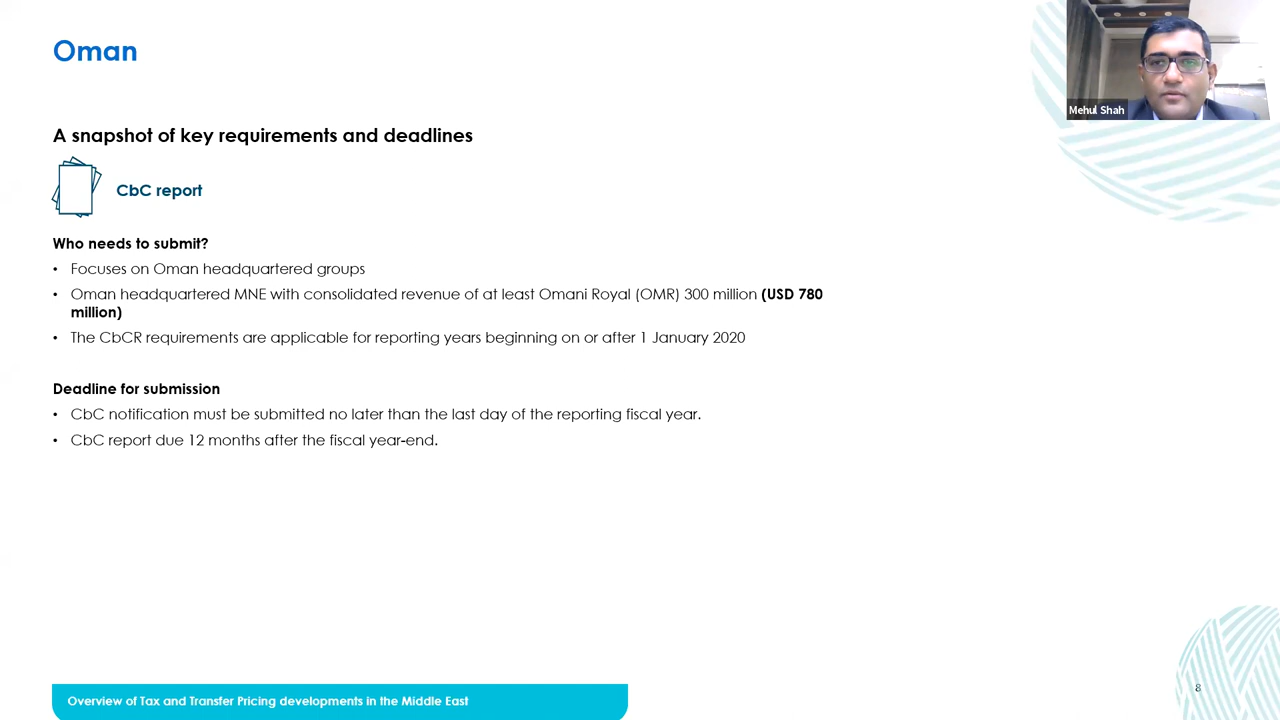 Oman
Mehul Shah
A snapshot of key requirements and deadlines
CbC report
Who needs to submit?
• Focuses on Oman headquartered groups
• Oman headquartered MNE with consolidated revenue of at least Omani Royal (OMR) 300 million (USD 780
million)
• The CbCR requirements are applicable for reporting years beginning on or after 1 January 2020
Deadline for submission
• CbC notification must be submitted no later than the last day of the reporting fiscal year.
• CbC report due 12 months after the fiscal year-end.
Overview of Tax and Transfer Pricing developments in the Middle East
8